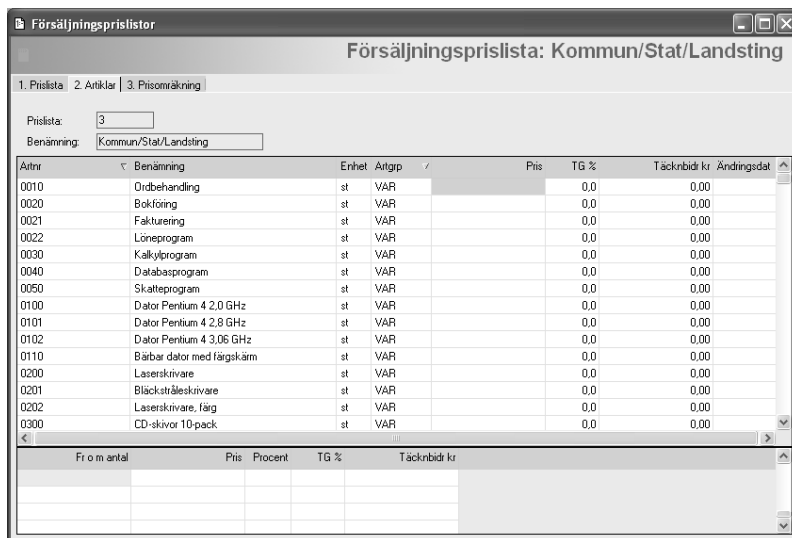 Försäljningsprislistor
Försäljningsprislista: Kommun/Stat/Landsting
1. Prislista 2. Artiklar 3. Prisomräkning
Prislista: 3
Benämning: Kommun/Stat/Landsting
Artnr Benämning Enhet Artgrp Pris TG % Täcknbidr kr Ändringsdat
0010 Ordbehandling st VAR 0,0 0,00
0020 Bokföring st VAR 0,0 0,00
0021 Fakturering st VAR 0,0 0,00
0022 Löneprogram st VAR 0,0 0,00
0030 Kalkylprogram st VAR 0,0 0,00
0040 Databasprogram st VAR 0,0 0,00
0050 Skatteprogram st VAR 0,0 0,00
0100 Dator Pentium 4 2,0 GHz st VAR 0,0 0,00
0101 Dator Pentium 4 2,8 GHz st VAR 0,0 0,00
0102 Dator Pentium 4 3,06 GHz st VAR 0,0 0,00
0110 Bärbar dator med färgskärm st VAR 0,0 0,00
0200 Laserskrivare st VAR 0,0 0,00
0201 Bläckstråleskrivare st VAR 0,0 0,00
0202 Laserskrivare, färg st VAR 0,0 0,00
0300 CD-skivor 10-pack st VAR 0,0 0,00
Fr o m antal Pris Procent TG % Täcknbidr kr